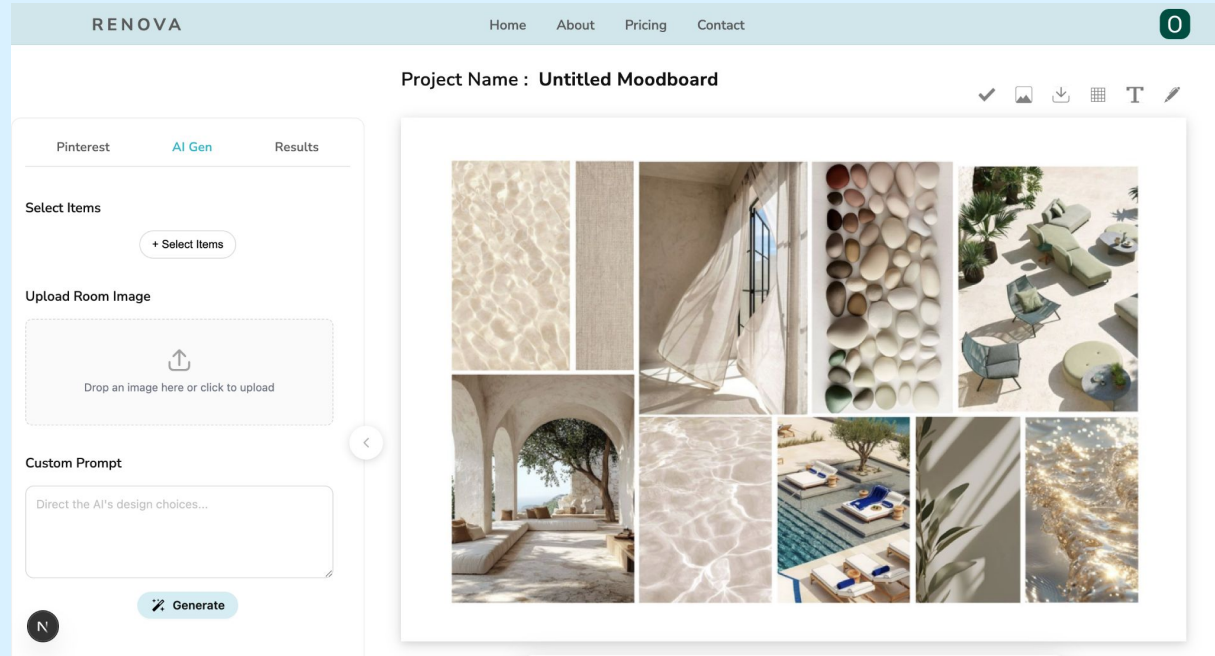 RENOVA
Home About Pricing Contact
O
Project Name : Untitled Moodboard
T
Pinterest AI Gen Results
Select Items
+ Select Items
Upload Room Image
Drop an image here or click to upload
Custom Prompt
Direct the AI's design choices...
Generate
N